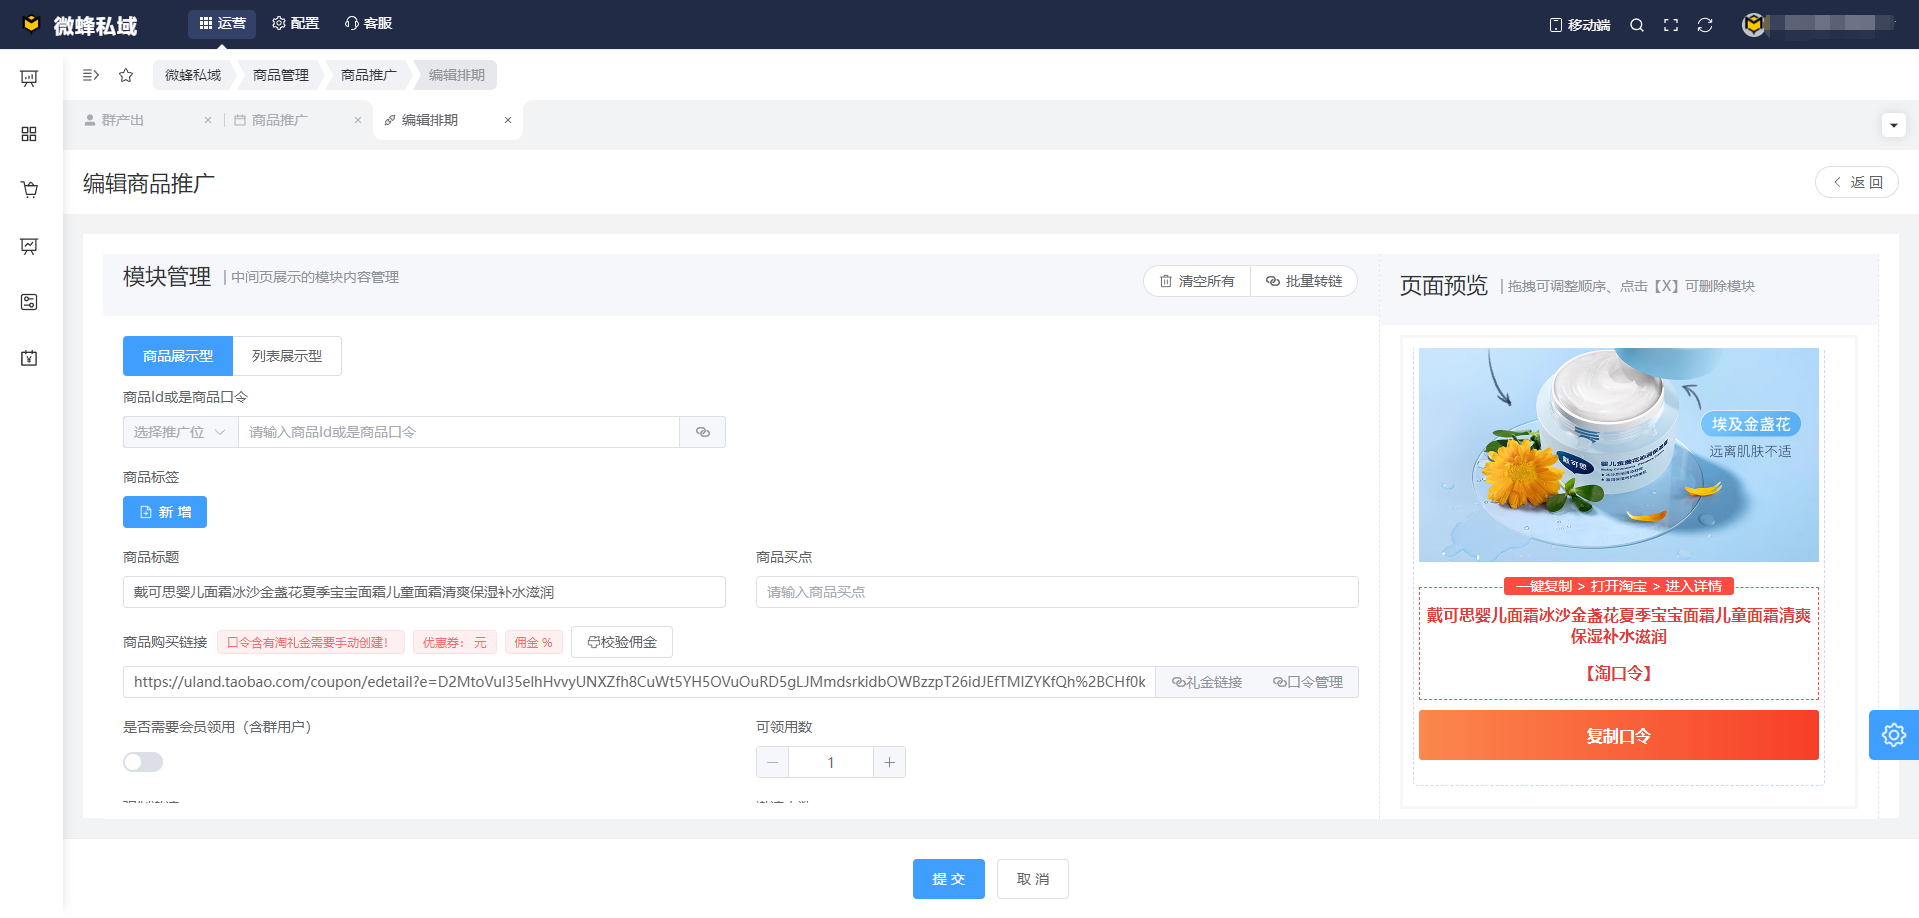 微蜂私域
运营 配置 客服
移动端
微蜂私域 商品管理 商品推广 编辑排期
群产出 × 商品推广 × 编辑排期 ×
编辑商品推广
返 回
模块管理 | 中间页展示的模块内容管理
清空所有 批量转链
页面预览 | 拖拽可调整顺序、点击【X】可删除模块
商品展示型 列表展示型
商品Id或是商品口令
选择推广位 请输入商品Id或是商品口令
商品标签
新 增
商品标题
戴可思婴儿面霜冰沙金盏花夏季宝宝面霜儿童面霜清爽保湿补水滋润
商品买点
请输入商品买点
商品购买链接 口令含有淘礼金需要手动创建! 优惠券： 元 佣金 % 校验佣金
https://uland.taobao.com/coupon/edetail?e=D2MtoVuI35elhHvvyUNXZfh8CuWt5YH5OVuOuRD5gLJMmdsrkidbOWBzzpT26idJEfTMIZYKfQh%2BCHf0k 礼金链接 口令管理
是否需要会员领用（含群用户）
可领用数
1
埃及金盏花
远离肌肤不适
戴可思
一键复制 > 打开淘宝 > 进入详情
戴可思婴儿面霜冰沙金盏花夏季宝宝面霜儿童面霜清爽
保湿补水滋润
【淘口令】
复制口令
提 交 取 消